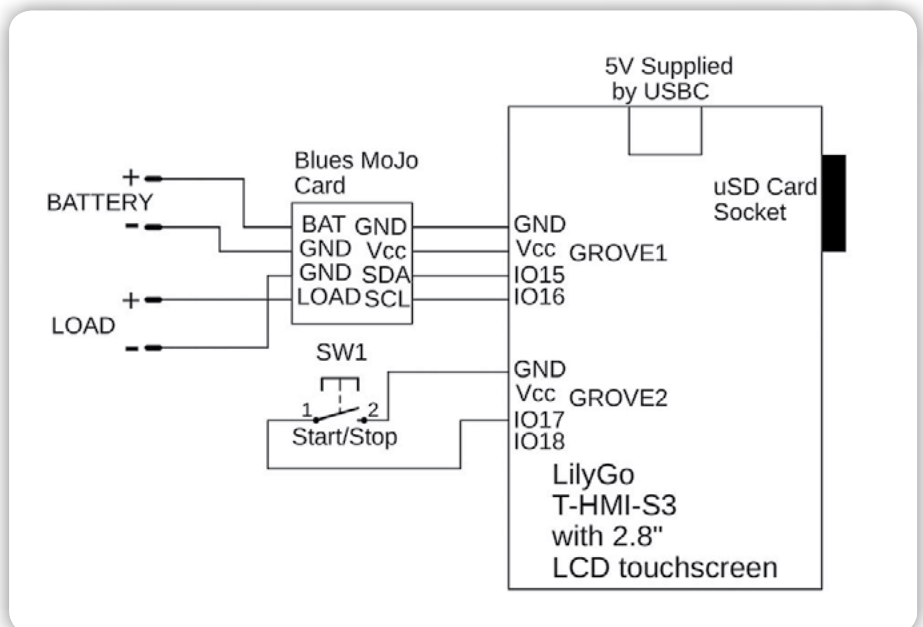 5V Supplied
by USBC
Blues MoJo
Card
uSD Card
Socket
+
BATTERY
-
BAT GND
GND Vcc
GND SDA
LOAD SCL
GND
Vcc GROVE1
IO15
IO16
+
LOAD
-
SW1
1 2
Start/Stop
GND
Vcc GROVE2
IO17
IO18
LilyGo
T-HMI-S3
with 2.8"
LCD touchscreen